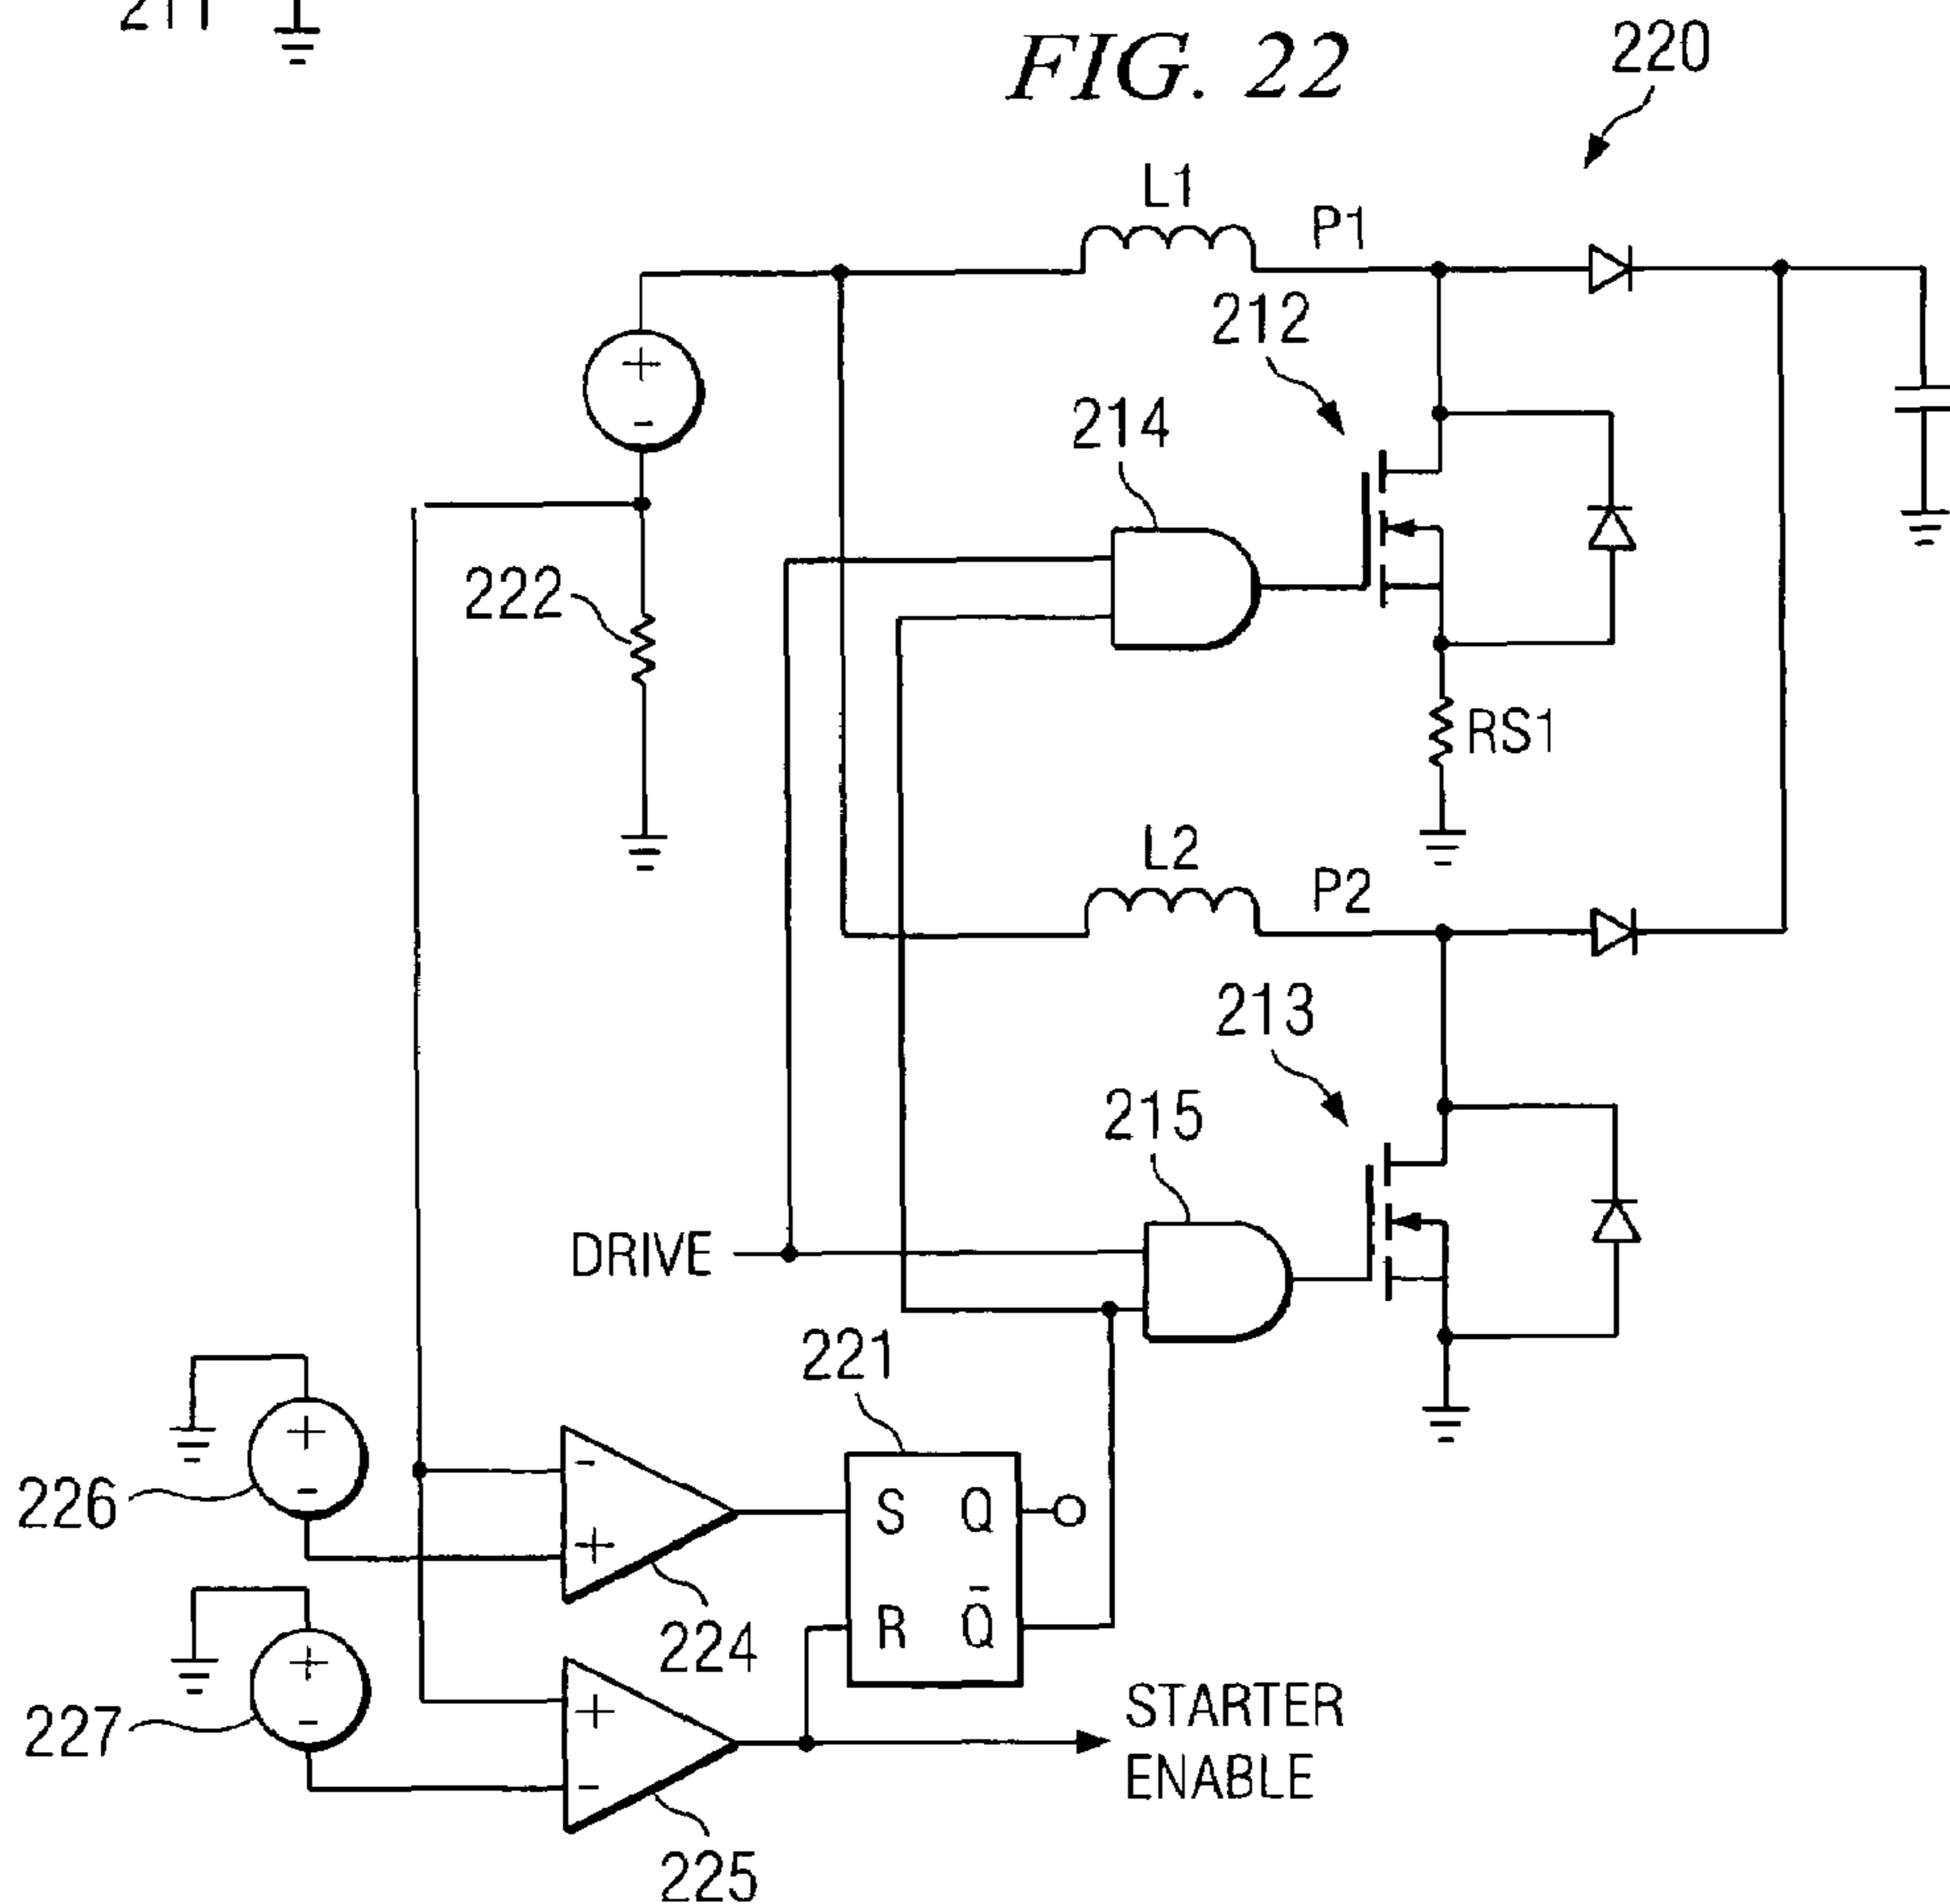 211
FIG. 22
220
L1
P1
212
+
-
214
222
RS1
L2
P2
213
215
DRIVE
221
+
-
226
-
+
S Q
R Q̄
224
+
-
227
+
-
225
STARTER
ENABLE